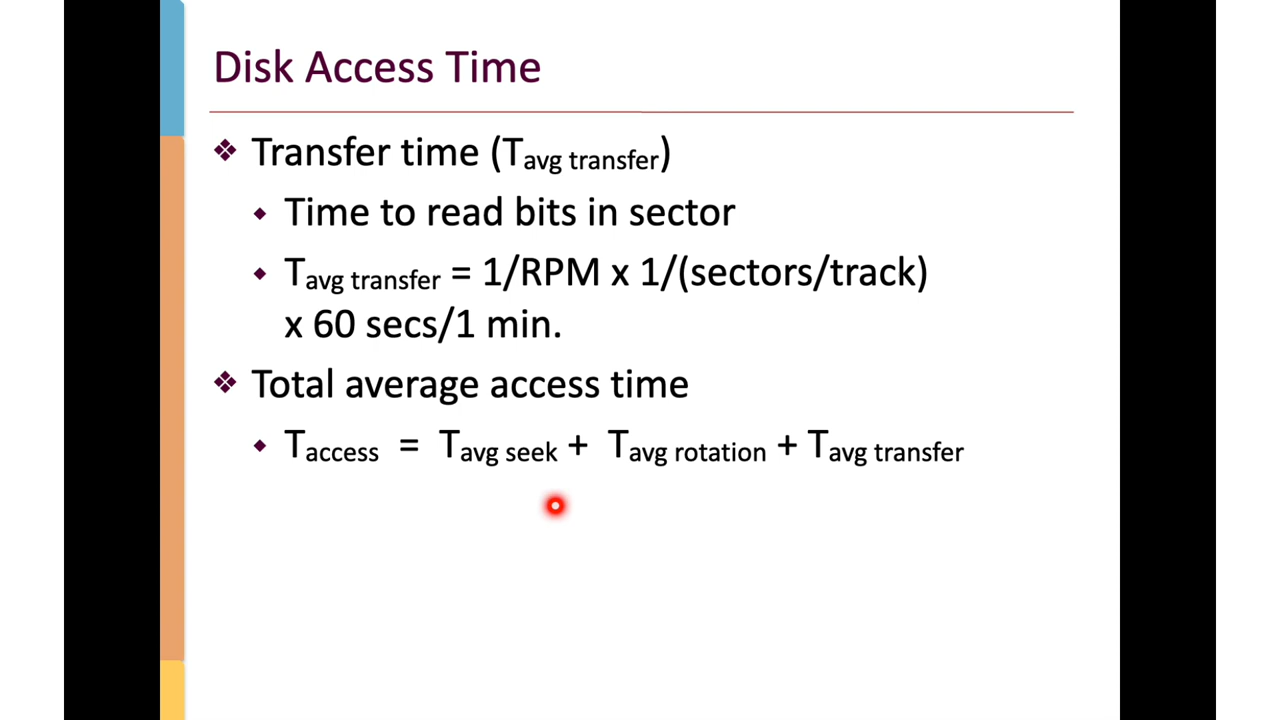 Disk Access Time
❖ Transfer time (Tavg transfer)
◆ Time to read bits in sector
◆ Tavg transfer = 1/RPM x 1/(sectors/track)
x 60 secs/1 min.
❖ Total average access time
◆ Taccess = Tavg seek + Tavg rotation + Tavg transfer